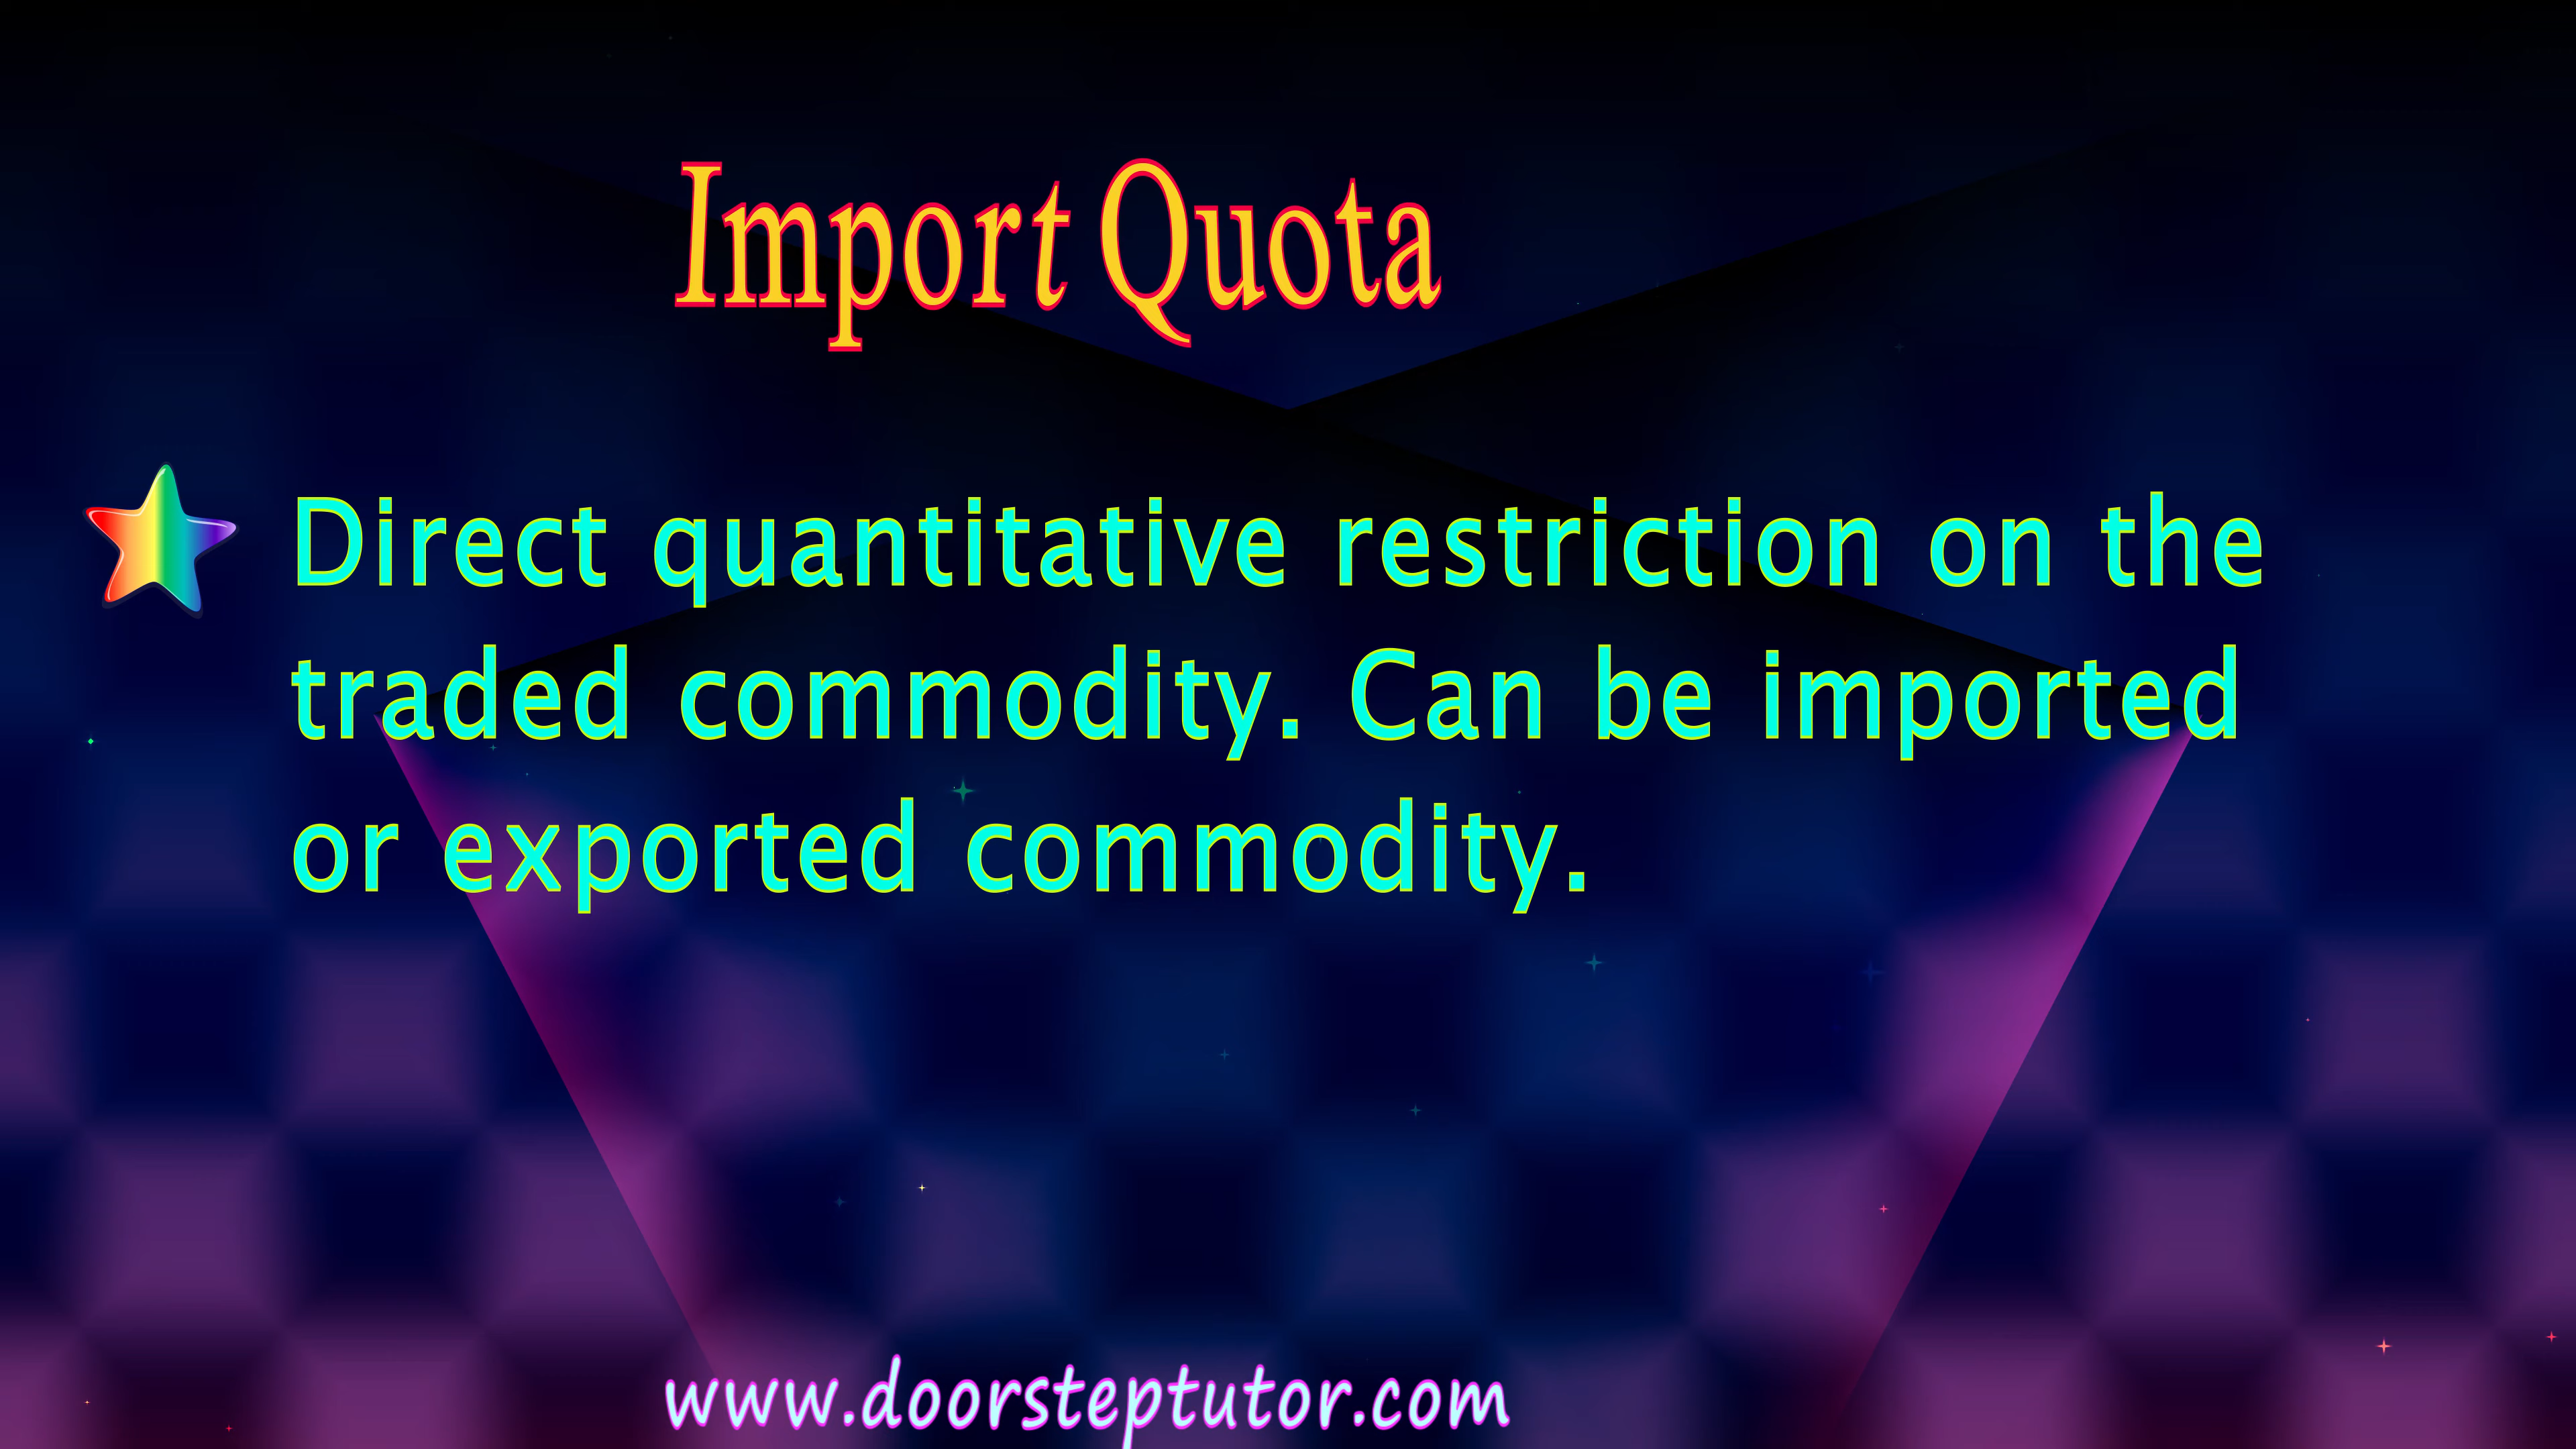 Import Quota
Direct quantitative restriction on the
traded commodity. Can be imported
or exported commodity.
www.doorsteptutor.com